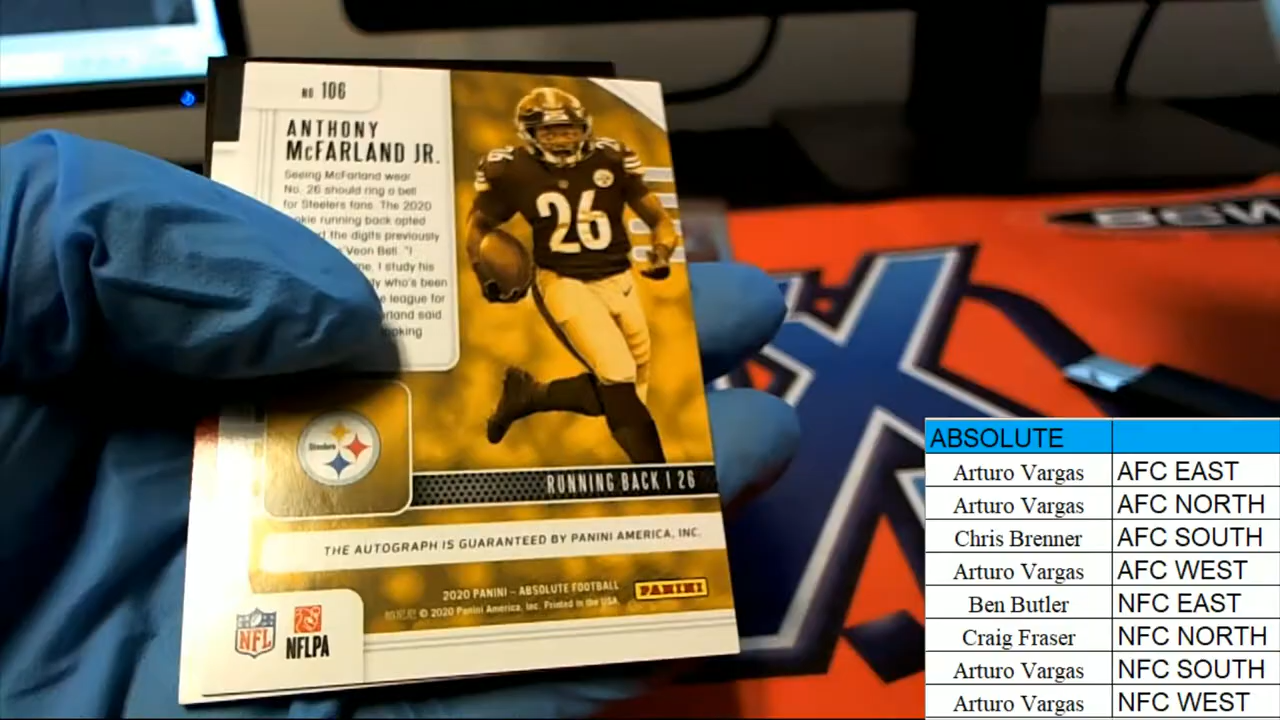 NO 106
ANTHONY
McFARLAND JR.
Seeing McFarland wear
No. 26 should ring a bell
for Steelers fans. The 2020
running back opted
the digits previously
Veon Bell. "I
I study his
who's been
league for
said
26
26
Steelers
RUNNING BACK | 26
THE AUTOGRAPH IS GUARANTEED BY PANINI AMERICA, INC.
2020 PANINI – ABSOLUTE FOOTBALL
© 2020 Panini America, Inc. Printed in the USA.
PANINI
NFL
NFLPA
ABSOLUTE
Arturo Vargas AFC EAST
Arturo Vargas AFC NORTH
Chris Brenner AFC SOUTH
Arturo Vargas AFC WEST
Ben Butler NFC EAST
Craig Fraser NFC NORTH
Arturo Vargas NFC SOUTH
Arturo Vargas NFC WEST